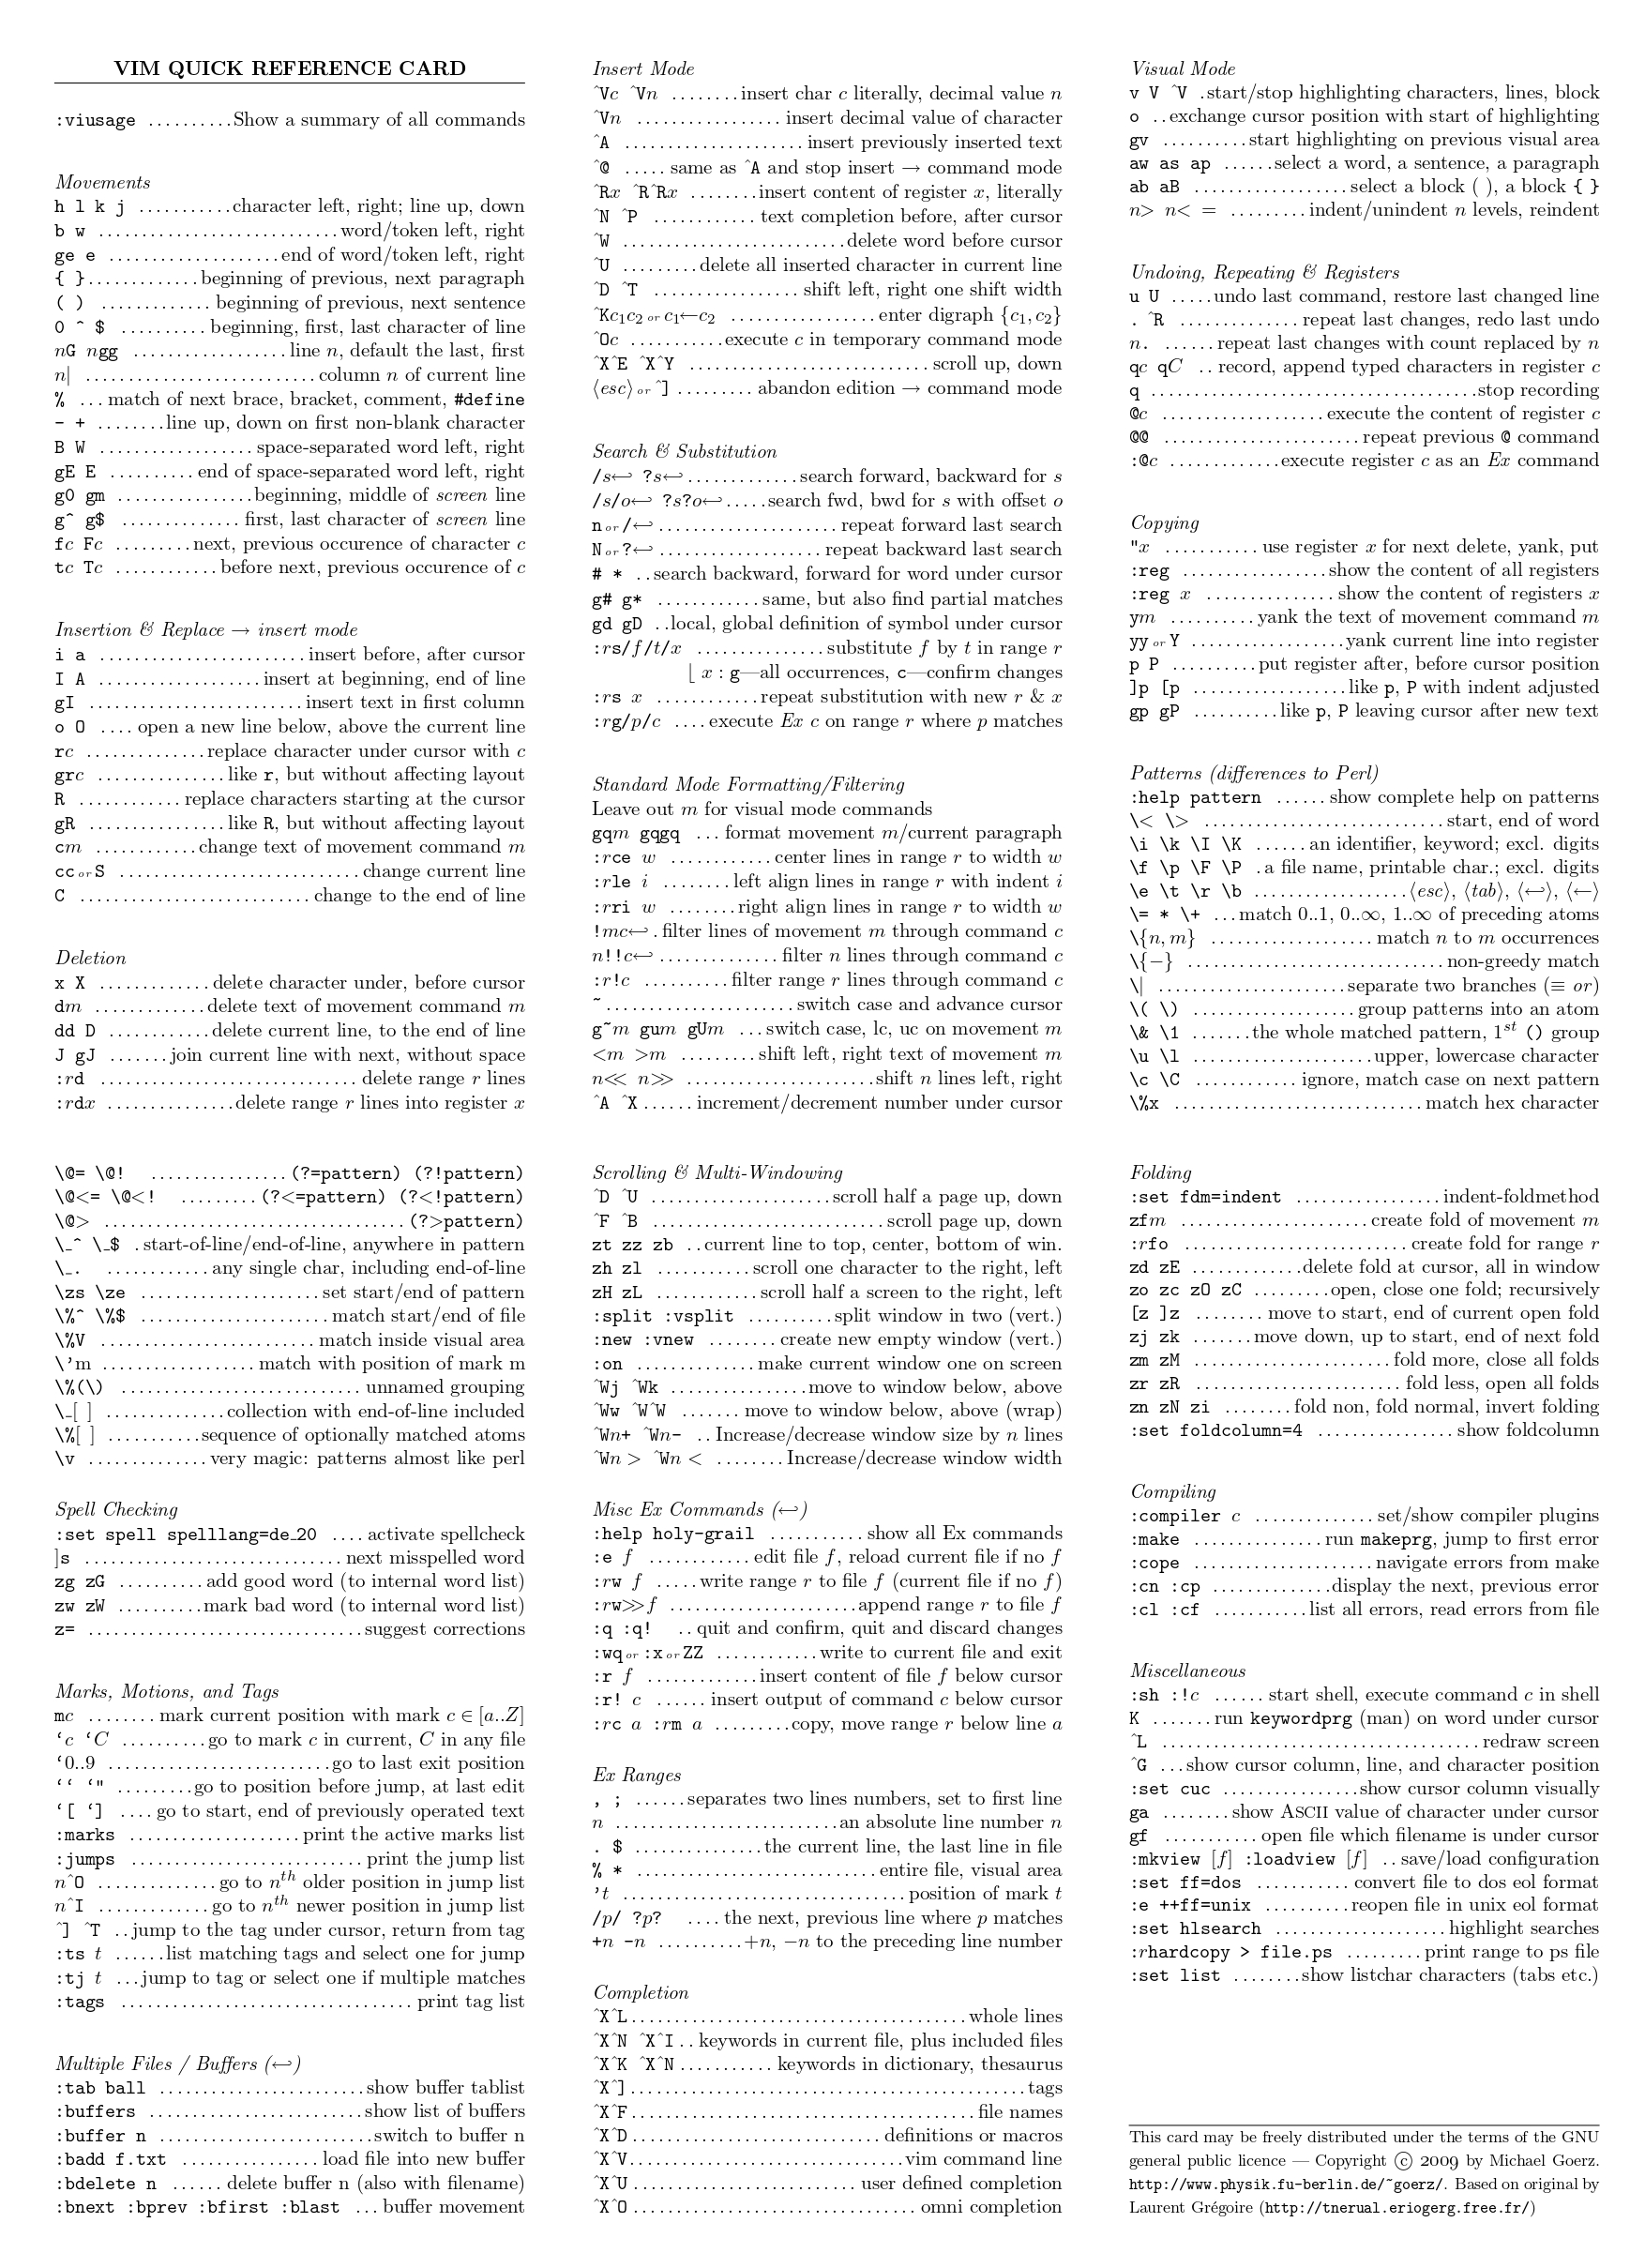 VIM QUICK REFERENCE CARD
:viusage ..........Show a summary of all commands
Movements
h l k j ...........character left, right; line up, down
b w ............................word/token left, right
ge e ....................end of word/token left, right
{ }.............beginning of previous, next paragraph
( ) ............. beginning of previous, next sentence
0 ^ $ .......... beginning, first, last character of line
nG ngg ..................line n, default the last, first
n| ...........................column n of current line
% ...match of next brace, bracket, comment, #define
- + ........line up, down on first non-blank character
B W .................. space-separated word left, right
gE E .......... end of space-separated word left, right
g0 gm ................beginning, middle of screen line
g^ g$ .............. first, last character of screen line
fc Fc .........next, previous occurence of character c
tc Tc ............before next, previous occurence of c
Insertion & Replace → insert mode
i a ........................insert before, after cursor
I A ...................insert at beginning, end of line
gI .........................insert text in first column
o O ....open a new line below, above the current line
rc ..............replace character under cursor with c
grc ...............like r, but without affecting layout
R ............replace characters starting at the cursor
gR ................like R, but without affecting layout
cm ............change text of movement command m
cc or S ...............................change current line
C ...........................change to the end of line
Deletion
x X .............delete character under, before cursor
dm .............delete text of movement command m
dd D ............delete current line, to the end of line
J gJ .......join current line with next, without space
:rd .............................. delete range r lines
:rdx ...............delete range r lines into register x
Insert Mode
^Vc ^Vn ........insert char c literally, decimal value n
^Vn .................insert decimal value of character
^A .....................insert previously inserted text
^@ .....same as ^A and stop insert → command mode
^Rx ^R^Rx ........insert content of register x, literally
^N ^P ............text completion before, after cursor
^W ..........................delete word before cursor
^U .........delete all inserted character in current line
^D ^T .................shift left, right one shift width
^Kc1c2 or c1←c2 .................enter digraph {c1,c2}
^Oc ...........execute c in temporary command mode
^X^E ^X^Y ............................scroll up, down
⟨esc⟩ or ^] .........abandon edition → command mode
Search & Substitution
/s↩ ?s↩.............search forward, backward for s
/s/o↩ ?s?o↩.....search fwd, bwd for s with offset o
n or /↩.....................repeat forward last search
N or ?↩...................repeat backward last search
# * ..search backward, forward for word under cursor
g# g* ............same, but also find partial matches
gd gD ..local, global definition of symbol under cursor
:rs/f/t/x ...............substitute f by t in range r
⌊ x : g—all occurrences, c—confirm changes
:rs x ............repeat substitution with new r & x
:rg/p/c ....execute Ex c on range r where p matches
Standard Mode Formatting/Filtering
Leave out m for visual mode commands
gqm gqgq ...format movement m/current paragraph
:rce w ............center lines in range r to width w
:rle i ........left align lines in range r with indent i
:rri w ........right align lines in range r to width w
!mc↩.filter lines of movement m through command c
n!!c↩..............filter n lines through command c
:r!c ..........filter range r lines through command c
~......................switch case and advance cursor
g~m gum gUm ...switch case, lc, uc on movement m
<m >m .........shift left, right text of movement m
n<< n>> ......................shift n lines left, right
^A ^X......increment/decrement number under cursor
Visual Mode
v V ^V .start/stop highlighting characters, lines, block
o ..exchange cursor position with start of highlighting
gv ..........start highlighting on previous visual area
aw as ap ......select a word, a sentence, a paragraph
ab aB ..................select a block ( ), a block { }
n> n< = .........indent/unindent n levels, reindent
Undoing, Repeating & Registers
u U .....undo last command, restore last changed line
. ^R ..............repeat last changes, redo last undo
n. ......repeat last changes with count replaced by n
qc qC ..record, append typed characters in register c
q ......................................stop recording
@c ...................execute the content of register c
@@ .......................repeat previous @ command
:@c .............execute register c as an Ex command
Copying
"x ...........use register x for next delete, yank, put
:reg .................show the content of all registers
:reg x ...............show the content of registers x
ym ..........yank the text of movement command m
yy or Y ..................yank current line into register
p P ..........put register after, before cursor position
]p [p ..................like p, P with indent adjusted
gp gP ..........like p, P leaving cursor after new text
Patterns (differences to Perl)
:help pattern ......show complete help on patterns
\< \> ............................start, end of word
\i \k \I \K ......an identifier, keyword; excl. digits
\f \p \F \P .a file name, printable char.; excl. digits
\e \t \r \b ..................⟨esc⟩, ⟨tab⟩, ⟨↩⟩, ⟨←⟩
\= * \+ ...match 0..1, 0..∞, 1..∞ of preceding atoms
\{n,m} ...................match n to m occurrences
\{−} ..............................non-greedy match
\| ......................separate two branches (≡ or)
\( \) ...................group patterns into an atom
\& \1 .......the whole matched pattern, 1st () group
\u \l .....................upper, lowercase character
\c \C ............ignore, match case on next pattern
\%x .............................match hex character
\@= \@! ................(?=pattern) (?!pattern)
\@<= \@<! .........(?<=pattern) (?<!pattern)
\@> ...................................(?>pattern)
\_^ \_$ .start-of-line/end-of-line, anywhere in pattern
\_. ............any single char, including end-of-line
\zs \ze .....................set start/end of pattern
\%^ \%$ ......................match start/end of file
\%V .........................match inside visual area
\'m ..................match with position of mark m
\%(\) ............................unnamed grouping
\_[ ] ..............collection with end-of-line included
\%[ ] ...........sequence of optionally matched atoms
\v ..............very magic: patterns almost like perl
Spell Checking
:set spell spelllang=de_20 ....activate spellcheck
]s ..............................next misspelled word
zg zG ..........add good word (to internal word list)
zw zW ..........mark bad word (to internal word list)
z= ................................suggest corrections
Marks, Motions, and Tags
mc ........mark current position with mark c ∈ [a..Z]
‘c ‘C ..........go to mark c in current, C in any file
‘0..9 ..........................go to last exit position
‘‘ ‘" .........go to position before jump, at last edit
‘[ ‘] ....go to start, end of previously operated text
:marks ....................print the active marks list
:jumps ...........................print the jump list
n^O ..............go to nth older position in jump list
n^I .............go to nth newer position in jump list
^] ^T ..jump to the tag under cursor, return from tag
:ts t ......list matching tags and select one for jump
:tj t ...jump to tag or select one if multiple matches
:tags ..................................print tag list
Multiple Files / Buffers (↩)
:tab ball ........................show buffer tablist
:buffers .........................show list of buffers
:buffer n .........................switch to buffer n
:badd f.txt ................load file into new buffer
:bdelete n ......delete buffer n (also with filename)
:bnext :bprev :bfirst :blast ...buffer movement
Scrolling & Multi-Windowing
^D ^U .....................scroll half a page up, down
^F ^B ...........................scroll page up, down
zt zz zb ..current line to top, center, bottom of win.
zh zl ...........scroll one character to the right, left
zH zL ............scroll half a screen to the right, left
:split :vsplit ..........split window in two (vert.)
:new :vnew ........create new empty window (vert.)
:on ..............make current window one on screen
^Wj ^Wk ................move to window below, above
^Ww ^W^W .......move to window below, above (wrap)
^Wn+ ^Wn- ..Increase/decrease window size by n lines
^Wn > ^Wn < ........Increase/decrease window width
Misc Ex Commands (↩)
:help holy-grail ...........show all Ex commands
:e f ............edit file f, reload current file if no f
:rw f .....write range r to file f (current file if no f)
:rw>>f ......................append range r to file f
:q :q! ..quit and confirm, quit and discard changes
:wq or :x or ZZ ............write to current file and exit
:r f .............insert content of file f below cursor
:r! c ......insert output of command c below cursor
:rc a :rm a .........copy, move range r below line a
Ex Ranges
, ; ......separates two lines numbers, set to first line
n ..........................an absolute line number n
. $ ...............the current line, the last line in file
% * ............................entire file, visual area
't .................................position of mark t
/p/ ?p? ....the next, previous line where p matches
+n -n ..........+n, −n to the preceding line number
Completion
^X^L.......................................whole lines
^X^N ^X^I..keywords in current file, plus included files
^X^K ^X^N...........keywords in dictionary, thesaurus
^X^]..............................................tags
^X^F........................................file names
^X^D.............................definitions or macros
^X^V................................vim command line
^X^U..........................user defined completion
^X^O.................................omni completion
Folding
:set fdm=indent .................indent-foldmethod
zfm ......................create fold of movement m
:rfo ..........................create fold for range r
zd zE .............delete fold at cursor, all in window
zo zc zO zC .........open, close one fold; recursively
[z ]z ........move to start, end of current open fold
zj zk .......move down, up to start, end of next fold
zm zM .......................fold more, close all folds
zr zR ........................fold less, open all folds
zn zN zi ........fold non, fold normal, invert folding
:set foldcolumn=4 ................show foldcolumn
Compiling
:compiler c ..............set/show compiler plugins
:make ...............run makeprg, jump to first error
:cope .....................navigate errors from make
:cn :cp ..............display the next, previous error
:cl :cf ...........list all errors, read errors from file
Miscellaneous
:sh :!c ......start shell, execute command c in shell
K .......run keywordprg (man) on word under cursor
^L .....................................redraw screen
^G ...show cursor column, line, and character position
:set cuc ................show cursor column visually
ga ........show ASCII value of character under cursor
gf ...........open file which filename is under cursor
:mkview [f] :loadview [f] ..save/load configuration
:set ff=dos ...........convert file to dos eol format
:e ++ff=unix ..........reopen file in unix eol format
:set hlsearch ....................highlight searches
:rhardcopy > file.ps .........print range to ps file
:set list ........show listchar characters (tabs etc.)
This card may be freely distributed under the terms of the GNU
general public licence — Copyright © 2009 by Michael Goerz.
http://www.physik.fu-berlin.de/~goerz/. Based on original by
Laurent Grégoire (http://tnerual.eriogerg.free.fr/)